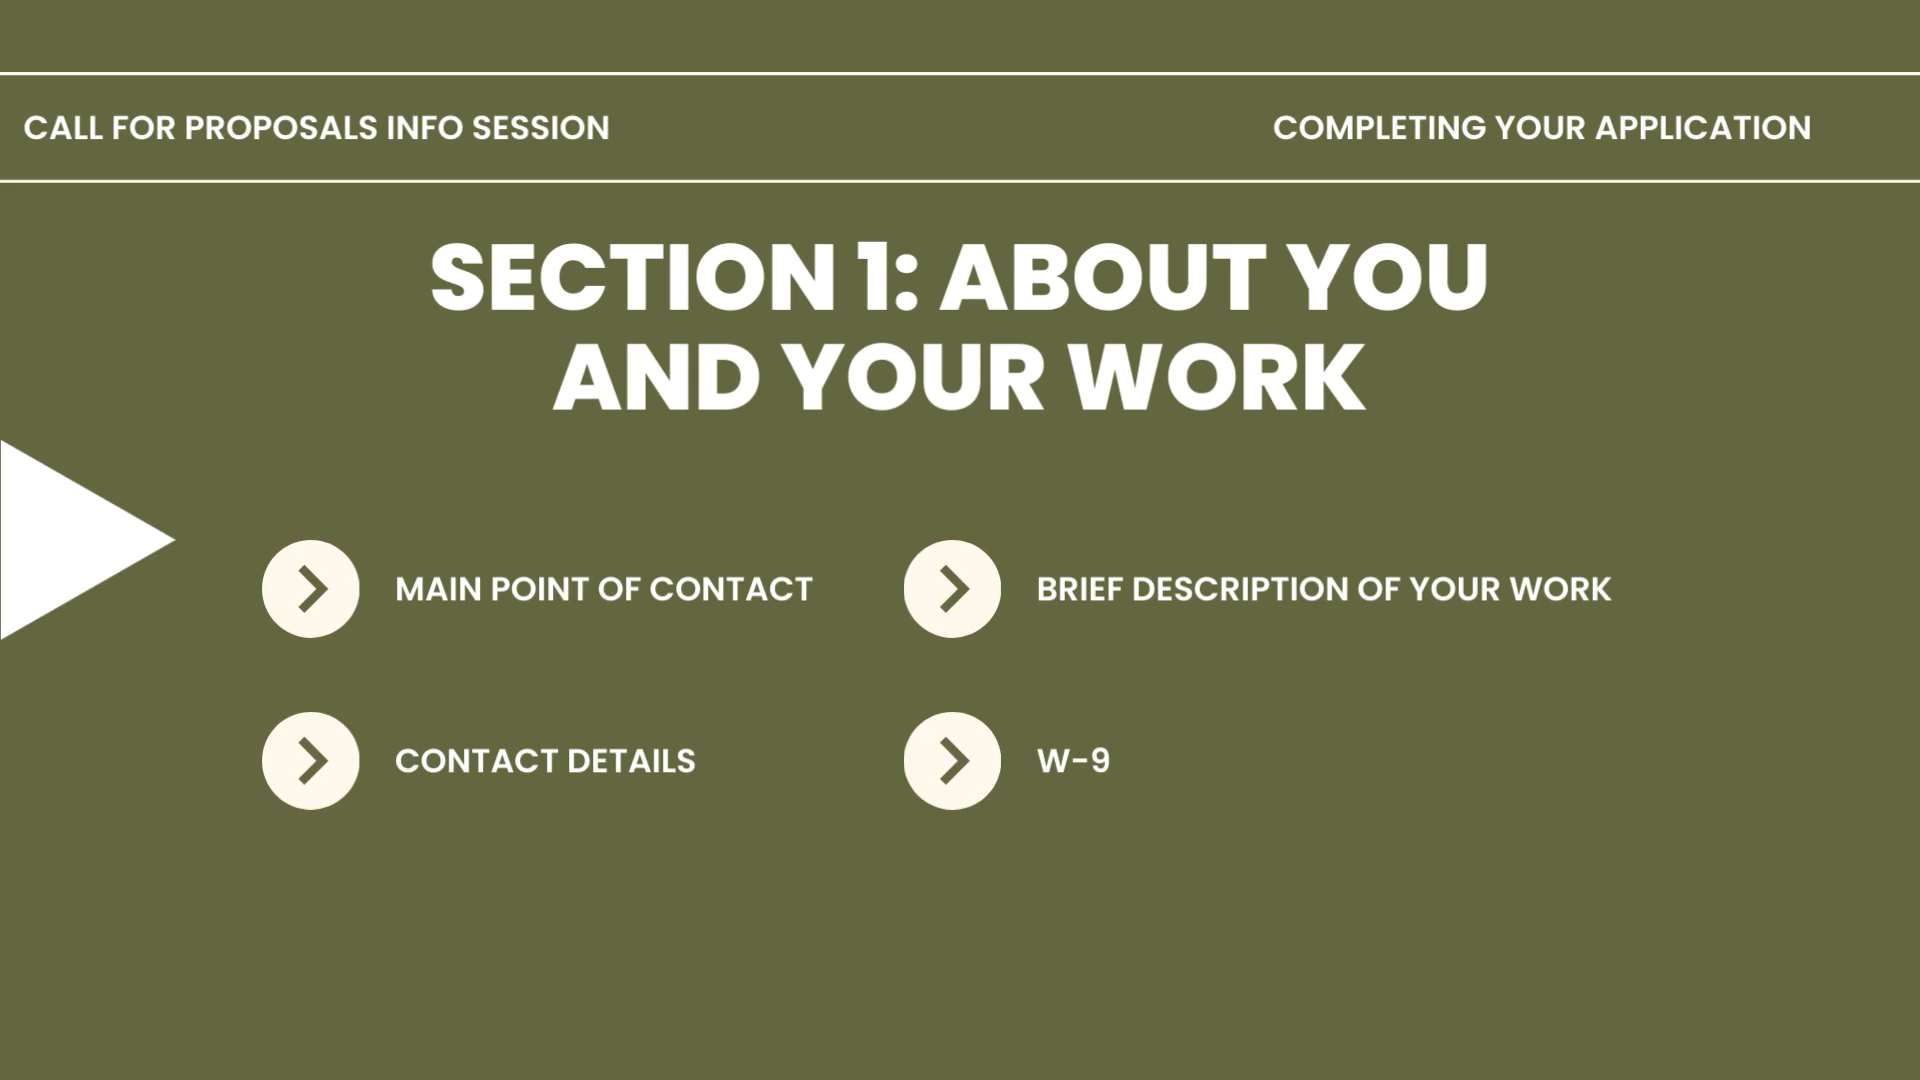 CALL FOR PROPOSALS INFO SESSION
COMPLETING YOUR APPLICATION
SECTION 1: ABOUT YOU
AND YOUR WORK
MAIN POINT OF CONTACT
BRIEF DESCRIPTION OF YOUR WORK
CONTACT DETAILS
W-9